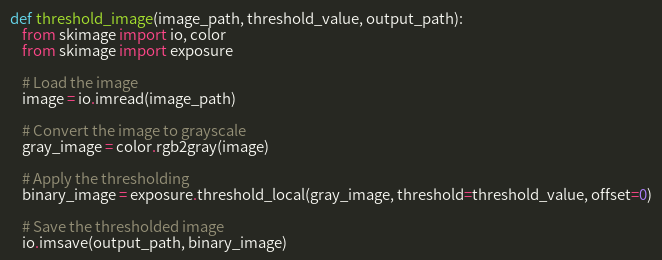 def threshold_image(image_path, threshold_value, output_path):
from skimage import io, color
from skimage import exposure
# Load the image
image = io.imread(image_path)
# Convert the image to grayscale
gray_image = color.rgb2gray(image)
# Apply the thresholding
binary_image = exposure.threshold_local(gray_image, threshold=threshold_value, offset=0)
# Save the thresholded image
io.imsave(output_path, binary_image)